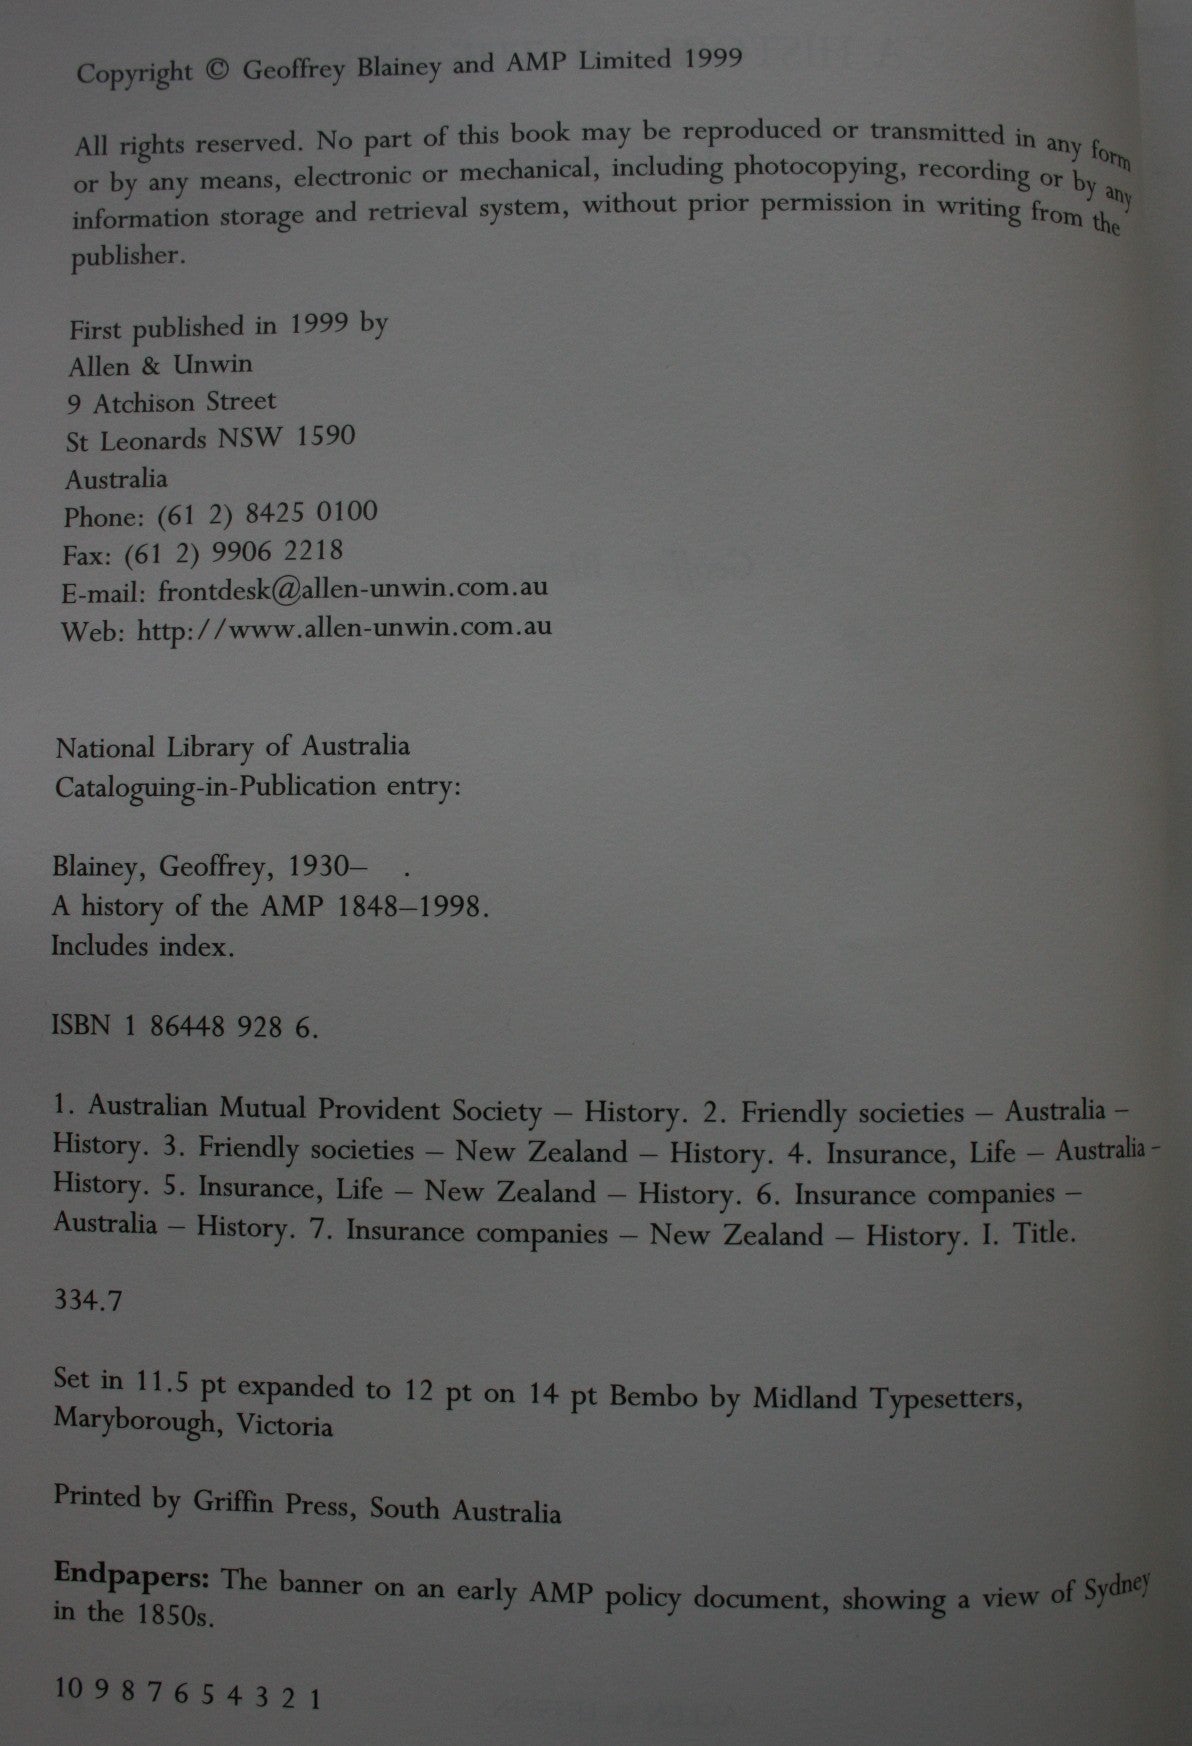 Copyright © Geoffrey Blainey and AMP Limited 1999
All rights reserved. No part of this book may be reproduced or transmitted in any form
or by any means, electronic or mechanical, including photocopying, recording or by any
information storage and retrieval system, without prior permission in writing from the
publisher.
First published in 1999 by
Allen & Unwin
9 Atchison Street
St Leonards NSW 1590
Australia
Phone: (61 2) 8425 0100
Fax: (61 2) 9906 2218
E-mail: frontdesk@allen-unwin.com.au
Web: http://www.allen-unwin.com.au
National Library of Australia
Cataloguing-in-Publication entry:
Blainey, Geoffrey, 1930– .
A history of the AMP 1848–1998.
Includes index.
ISBN 1 86448 928 6.
1. Australian Mutual Provident Society – History. 2. Friendly societies – Australia –
History. 3. Friendly societies – New Zealand – History. 4. Insurance, Life – Australia –
History. 5. Insurance, Life – New Zealand – History. 6. Insurance companies –
Australia – History. 7. Insurance companies – New Zealand – History. I. Title.
334.7
Set in 11.5 pt expanded to 12 pt on 14 pt Bembo by Midland Typesetters,
Maryborough, Victoria
Printed by Griffin Press, South Australia
Endpapers: The banner on an early AMP policy document, showing a view of Sydney
in the 1850s.
10 9 8 7 6 5 4 3 2 1